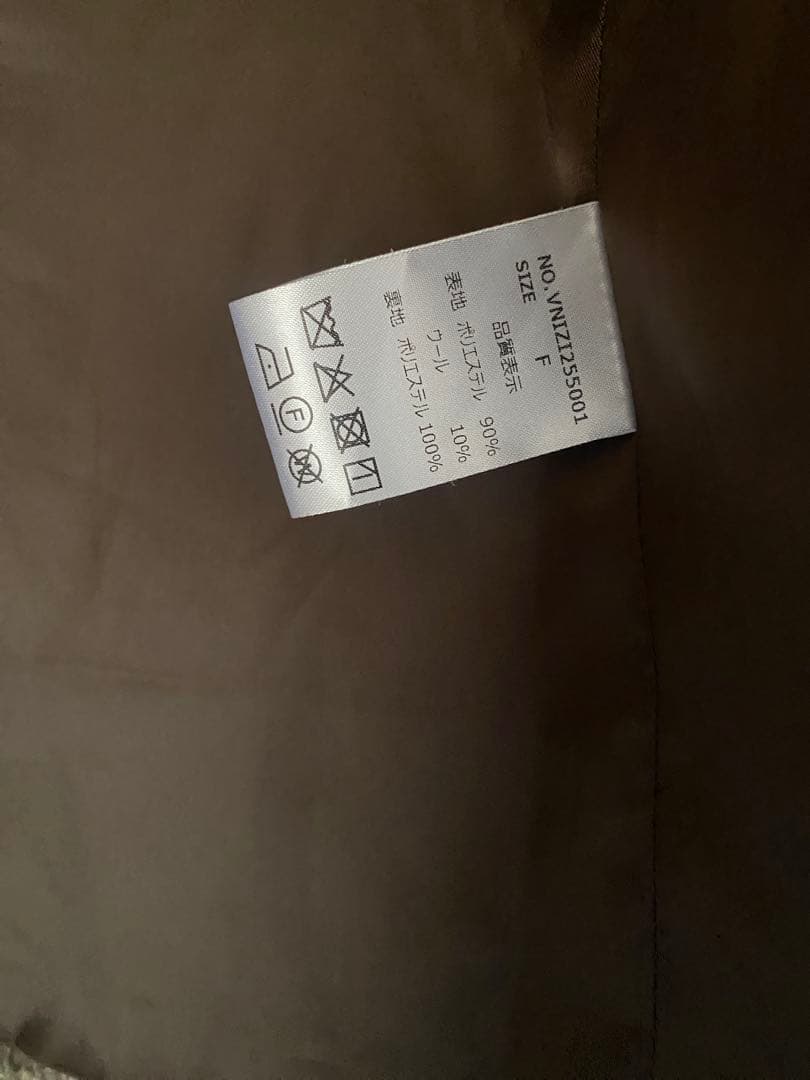 NO.VNIZI255001
SIZE F
品質表示
表地 ポリエステル 90%
ウール 10%
裏地 ポリエステル 100%
F
W